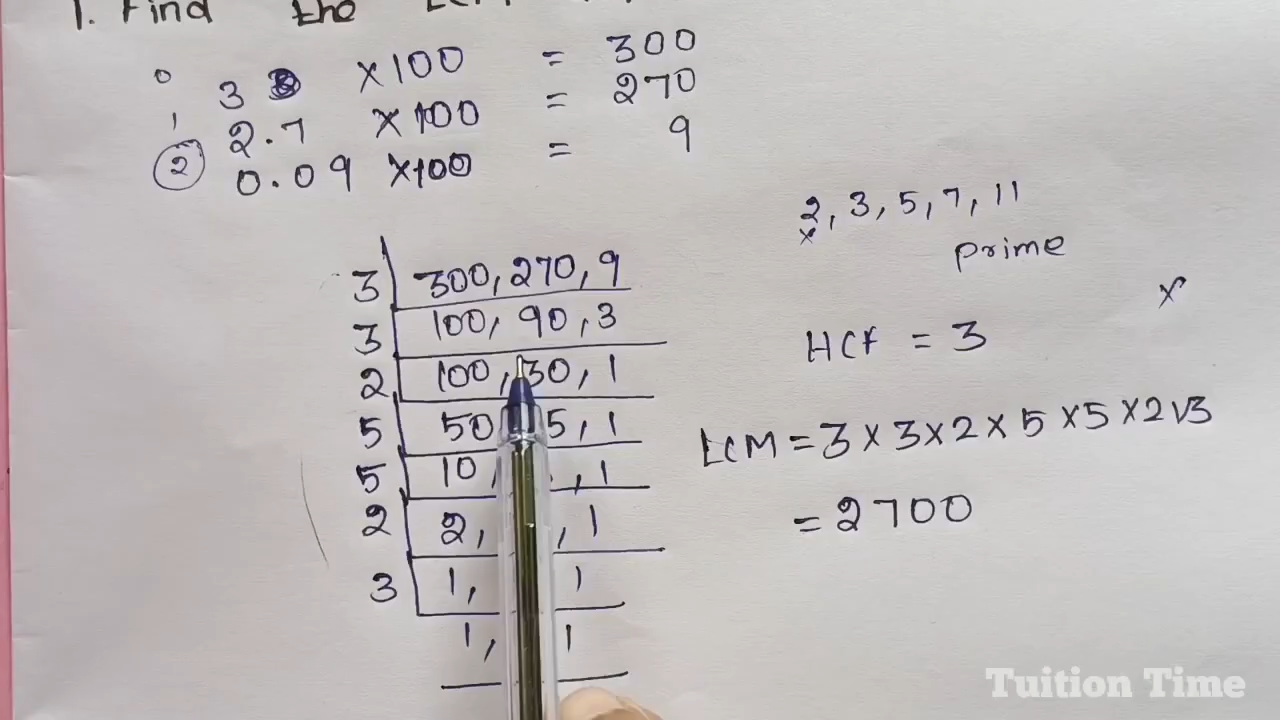 1. Find the LCM
0 3 ×100 = 300
1 2.7 ×100 = 270
2 0.09 ×100 = 9
2, 3, 5, 7, 11
×
prime
×
3 300, 270, 9
3 100, 90, 3
2 100, 30, 1
5 50 5, 1
5 10, , 1
2 2, , 1
3 1, 1
1, 1
HCF = 3
LCM = 3×3×2×5×5×2×3
= 2700
Tuition Time